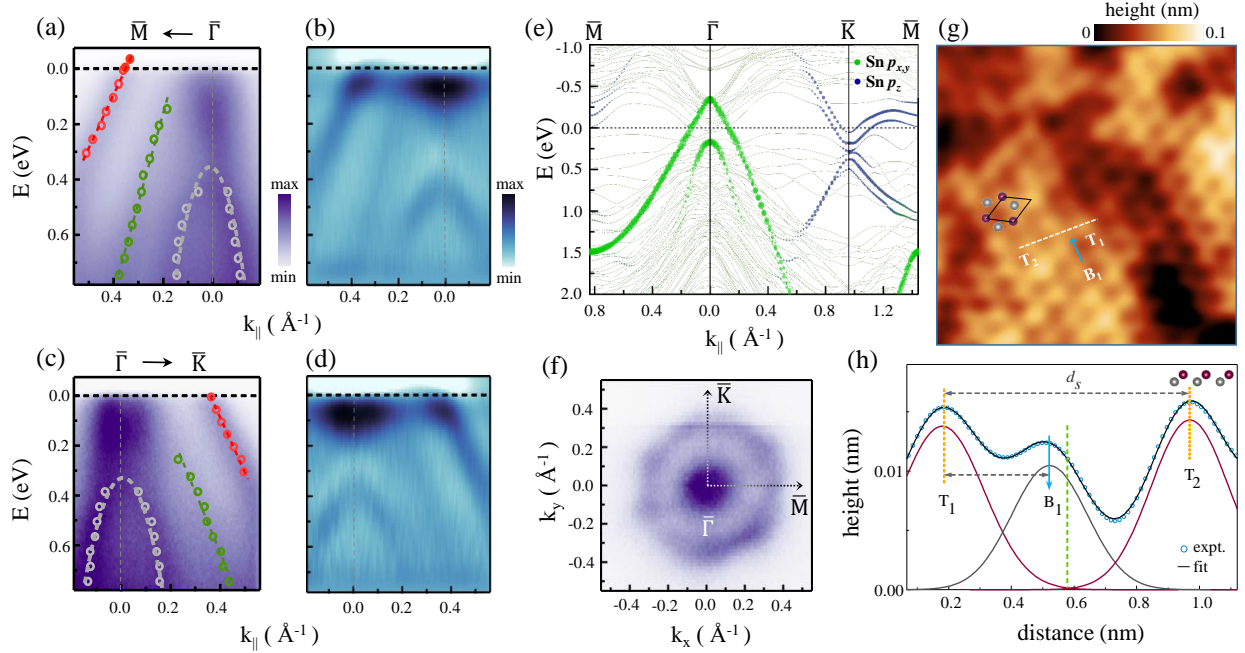 (a)
M̄ ← Γ̄
0.0
0.2
0.4
0.6
E (eV)
max
min
0.4 0.2 0.0
k|| ( Å-1)
(b)
max
min
0.4 0.2 0.0
(c)
Γ̄ → K̄
0.0
0.2
0.4
0.6
E (eV)
0.0 0.2 0.4
k|| ( Å-1)
(d)
0.0 0.2 0.4
(e)
M̄ Γ̄ K̄ M̄
-1.0
-0.5
0.0
0.5
1.0
1.5
2.0
E (eV)
Sn px,y
Sn pz
0.8 0.4 0.0 0.4 0.8 1.2
k|| ( Å-1)
(f)
K̄
0.4
0.2
0.0
-0.2
-0.4
ky ( Å-1)
M̄
Γ̄
-0.4 -0.2 0.0 0.2 0.4
kx ( Å-1)
(g)
height (nm)
0 0.1
T2
T1
B1
(h)
ds
height (nm)
0.01
0.00
T1
B1
T2
expt.
fit
0.2 0.4 0.6 0.8 1.0
distance (nm)